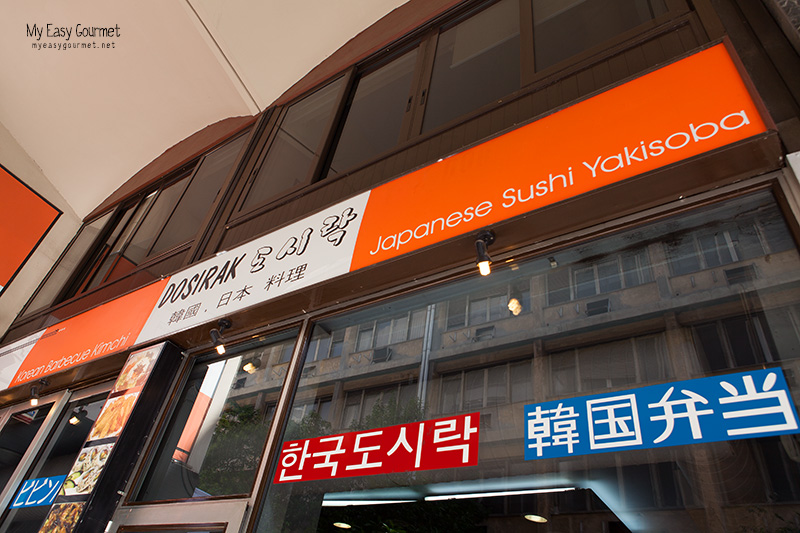 My Easy Gourmet
myeasygourmet.net
Japanese Sushi Yakisoba
DOSIRAK 도시락
韓國 . 日本 料理
Korean Barbecue Kimchi
한국도시락
韓国弁当